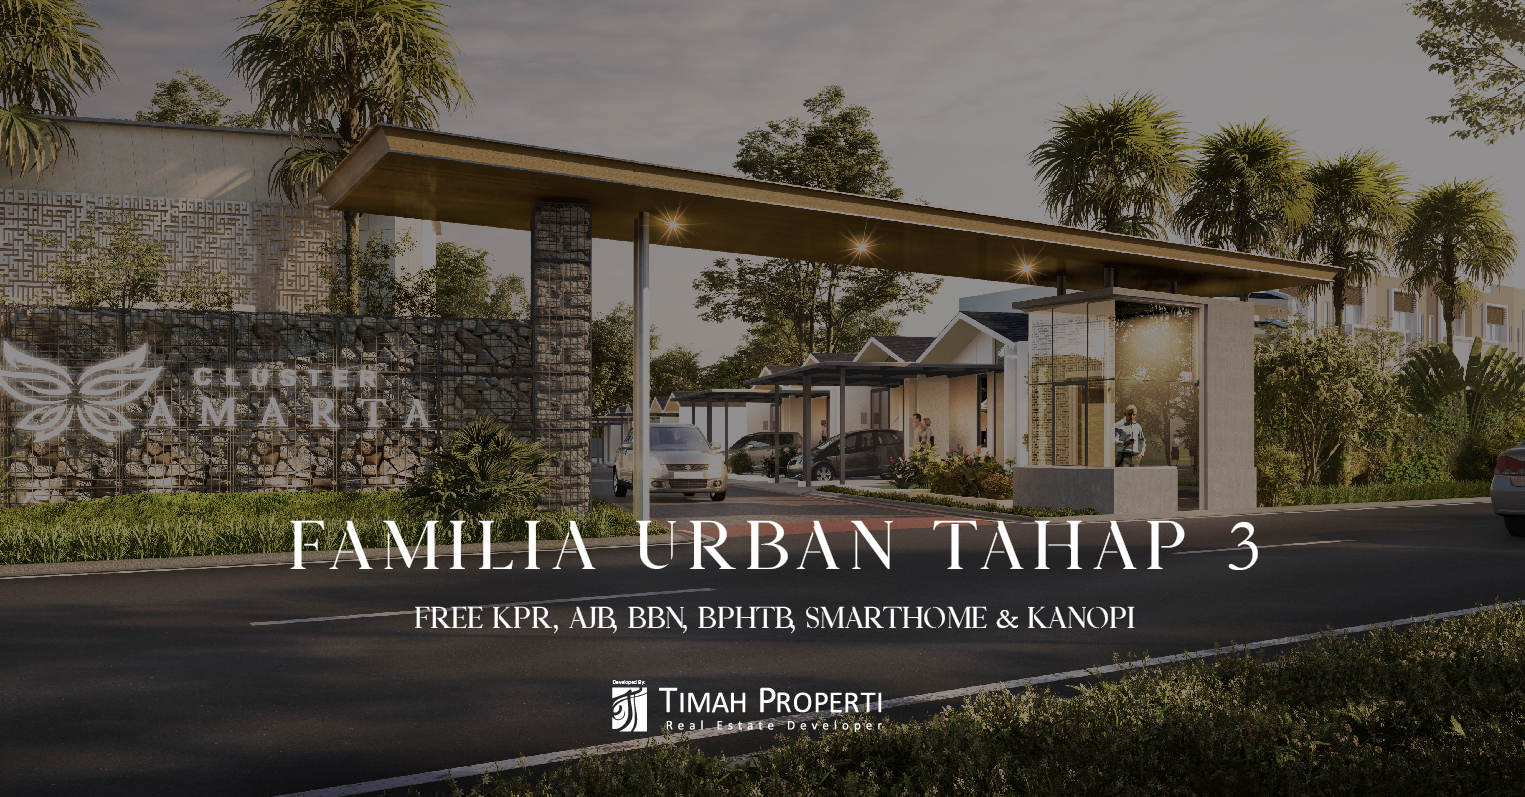 CLUSTER
AMARTA
FAMILIA URBAN TAHAP 3
FREE KPR, AJB, BBN, BPHTB, SMARTHOME & KANOPI
Developed By:
TIMAH PROPERTI
Real Estate Developer